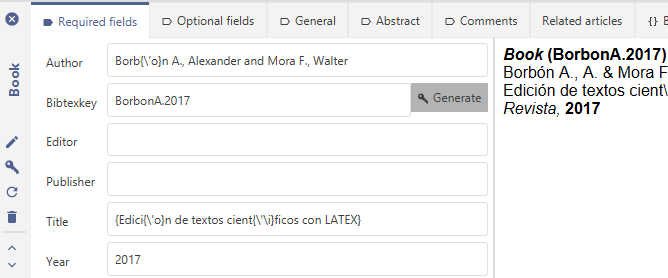 Required fields
Optional fields
General
Abstract
Comments
Related articles
{} B
Book
Author
Borb{\'o}n A., Alexander and Mora F., Walter
Bibtexkey
BorbonA.2017
Generate
Editor
Publisher
Title
{Edici{\'o}n de textos cient{\'\i}ficos con LATEX}
Year
2017
Book (BorbonA.2017)
Borbón A., A. & Mora F
Edición de textos cient\
Revista, 2017